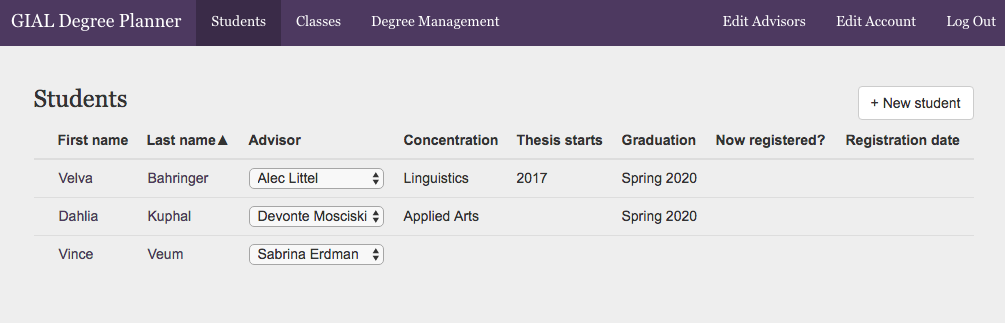 GIAL Degree Planner Students Classes Degree Management Edit Advisors Edit Account Log Out
Students
+ New student
First name Last name▲ Advisor Concentration Thesis starts Graduation Now registered? Registration date
Velva Bahringer Alec Littel Linguistics 2017 Spring 2020
Dahlia Kuphal Devonte Mosciski Applied Arts Spring 2020
Vince Veum Sabrina Erdman